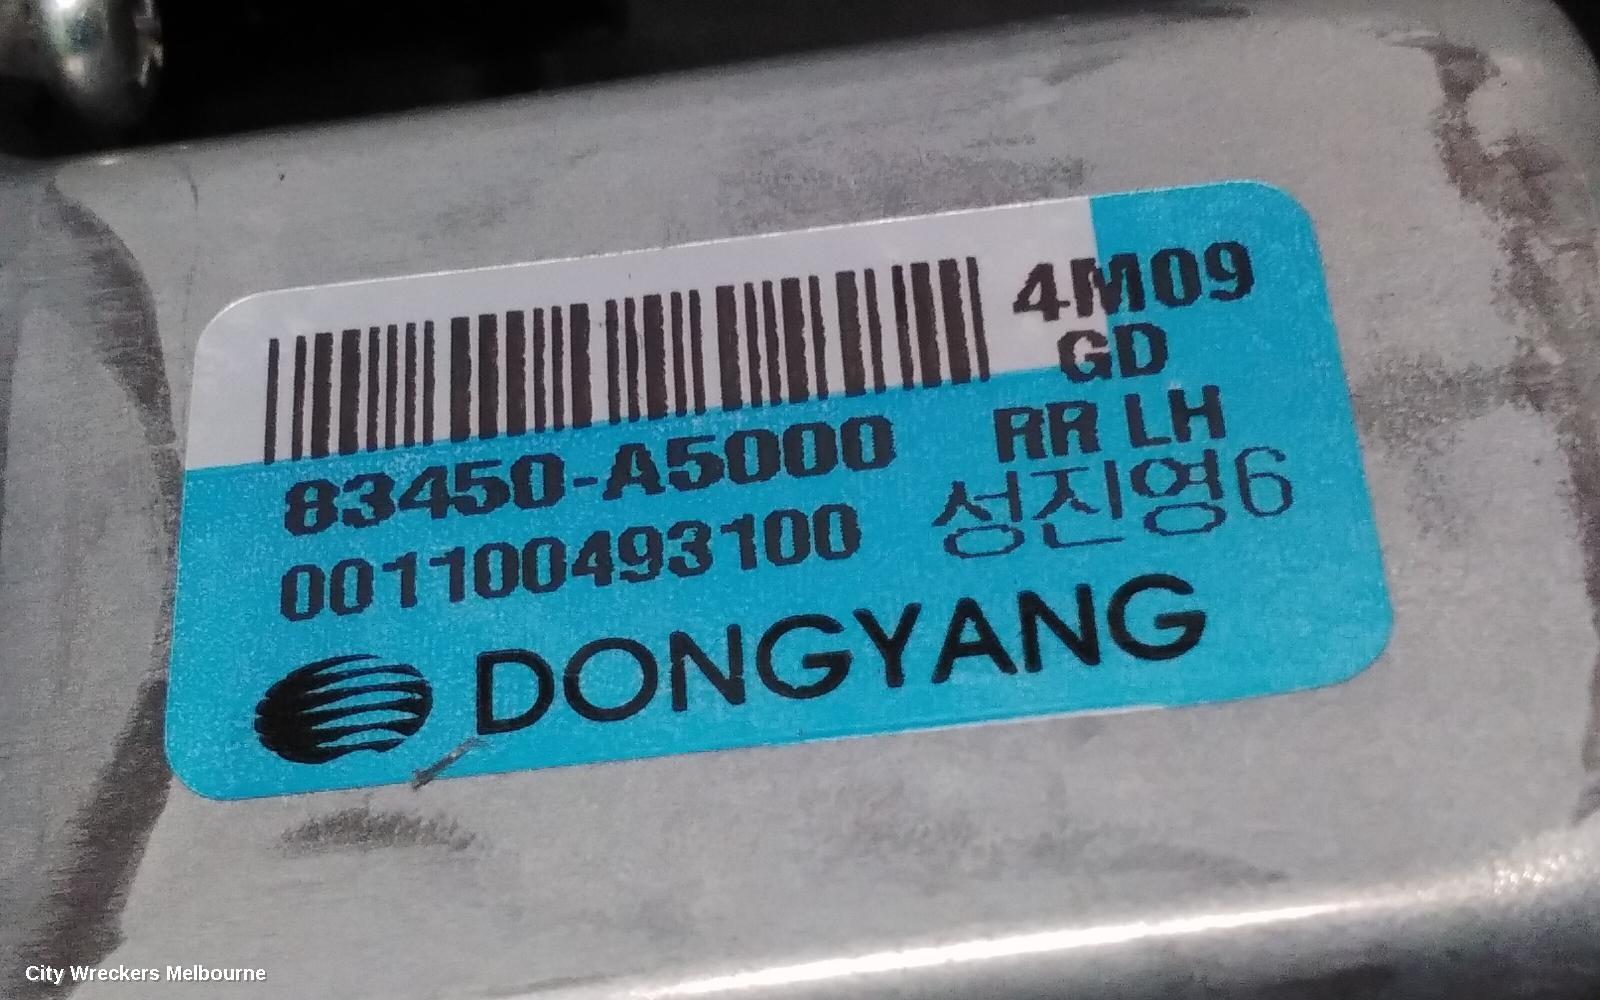 4M09
GD
83450-A5000 RR LH
001100493100 성진영6
DONGYANG
City Wreckers Melbourne